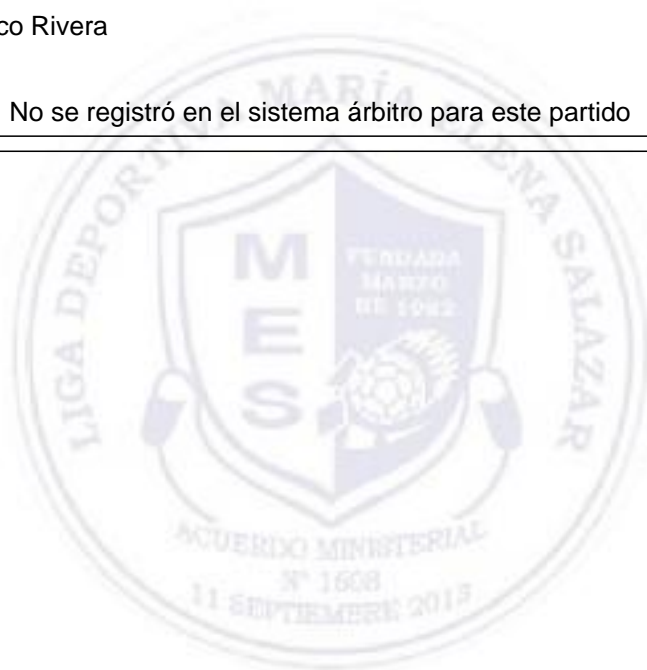 co Rivera
No se registró en el sistema árbitro para este partido
LIGA DEPORTIVA MARÍA ELENA SALAZAR
M
E
S
FUNDADA
MARZO
DE 1982
ACUERDO MINISTERIAL
N° 1608
11 SEPTIEMBRE 2013